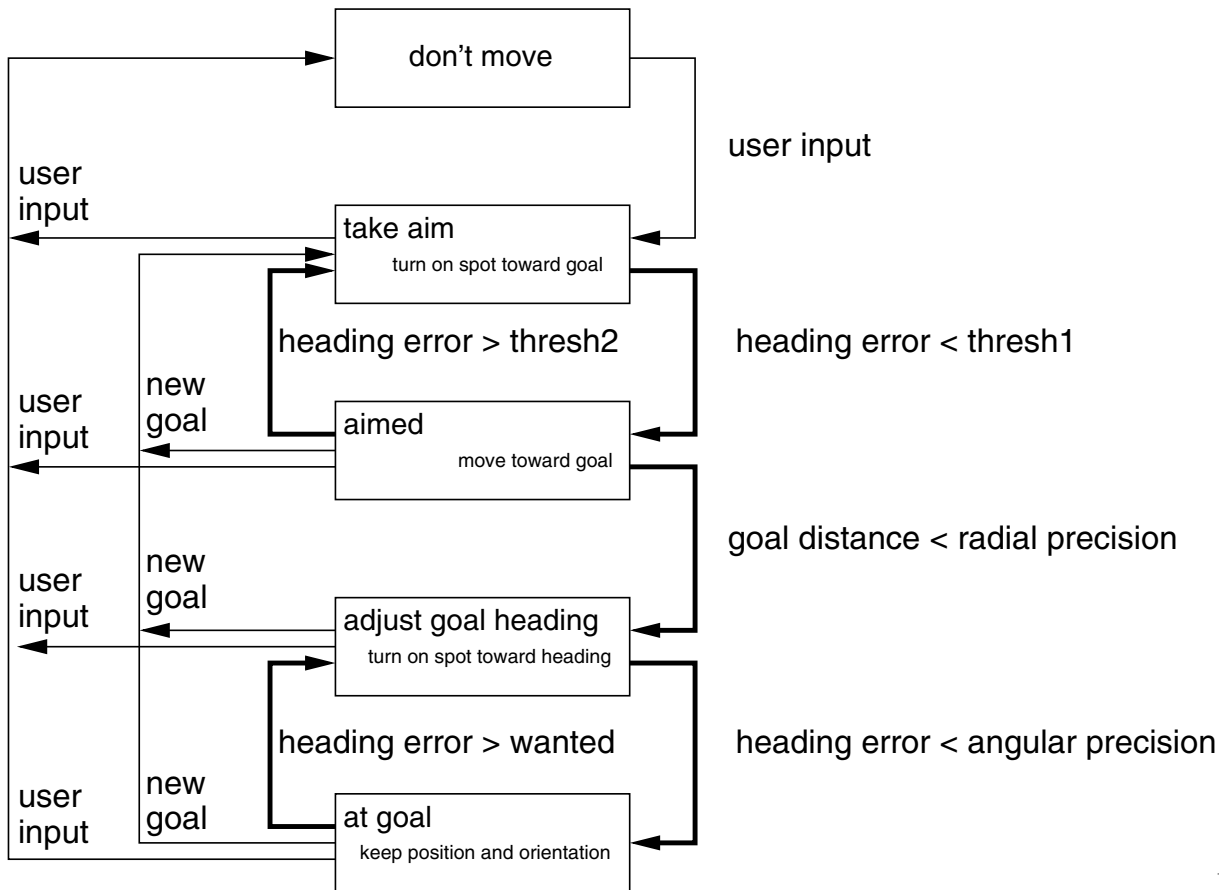 don't move
user input
user
input
take aim
turn on spot toward goal
heading error > thresh2
heading error < thresh1
new
goal
user
input
aimed
move toward goal
goal distance < radial precision
new
goal
user
input
adjust goal heading
turn on spot toward heading
heading error > wanted
heading error < angular precision
new
goal
user
input
at goal
keep position and orientation